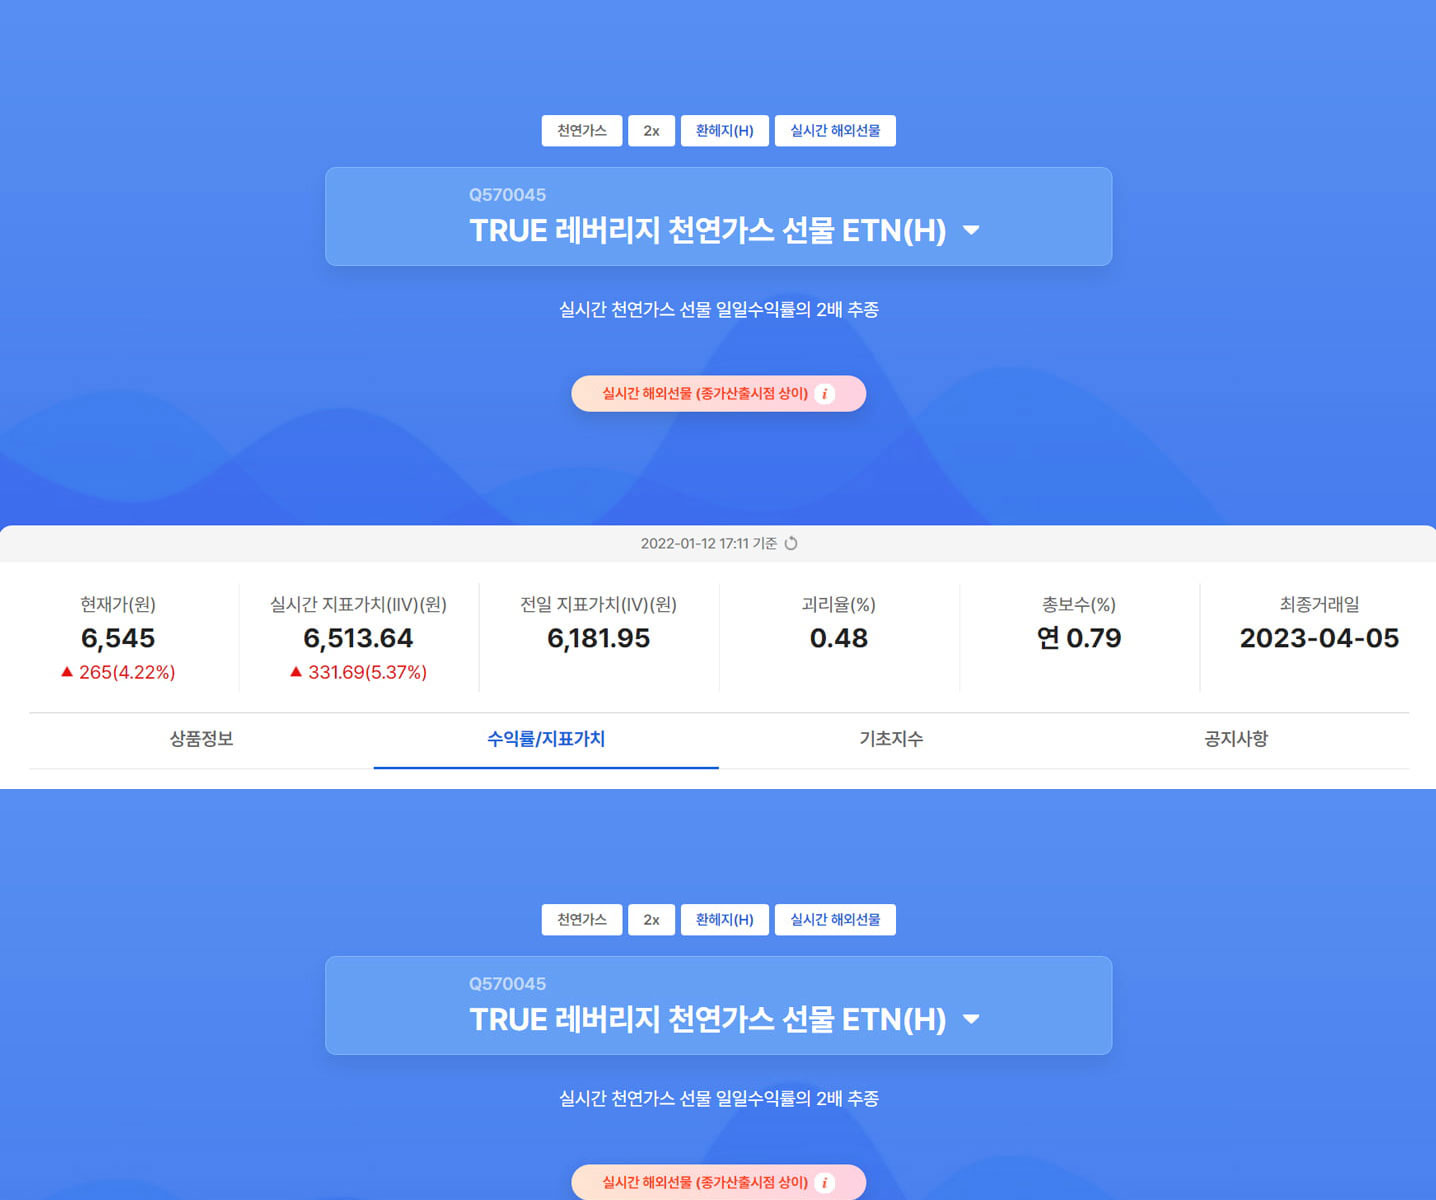 천연가스 2x 환헤지(H) 실시간 해외선물
Q570045
TRUE 레버리지 천연가스 선물 ETN(H)
실시간 천연가스 선물 일일수익률의 2배 추종
실시간 해외선물 (종가산출시점 상이) i
2022-01-12 17:11 기준
현재가(원) 실시간 지표가치(IIV)(원) 전일 지표가치(IV)(원) 괴리율(%) 총보수(%) 최종거래일
6,545 6,513.64 6,181.95 0.48 연 0.79 2023-04-05
▲ 265(4.22%) ▲ 331.69(5.37%)
상품정보 수익률/지표가치 기초지수 공지사항
천연가스 2x 환헤지(H) 실시간 해외선물
Q570045
TRUE 레버리지 천연가스 선물 ETN(H)
실시간 천연가스 선물 일일수익률의 2배 추종
실시간 해외선물 (종가산출시점 상이) i